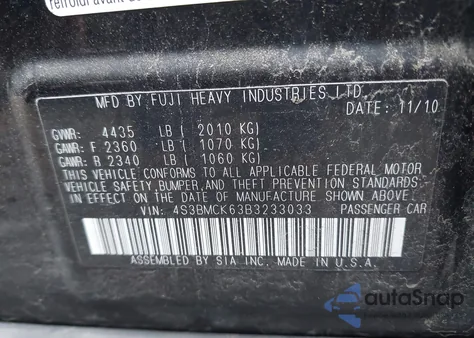 MFD BY FUJI HEAVY INDUSTRIES LTD.
DATE: 11/10
GVWR: 4435 LB ( 2010 KG)
GAWR: F 2360 LB ( 1070 KG)
GAWR: R 2340 LB ( 1060 KG)
THIS VEHICLE CONFORMS TO ALL APPLICABLE FEDERAL MOTOR
VEHICLE SAFETY, BUMPER, AND THEFT PREVENTION STANDARDS
IN EFFECT ON THE DATE OF MANUFACTURE SHOWN ABOVE.
VIN: 4S3BMCK63B3233033 PASSENGER CAR
ASSEMBLED BY SIA INC. MADE IN U.S.A.
autoSnap